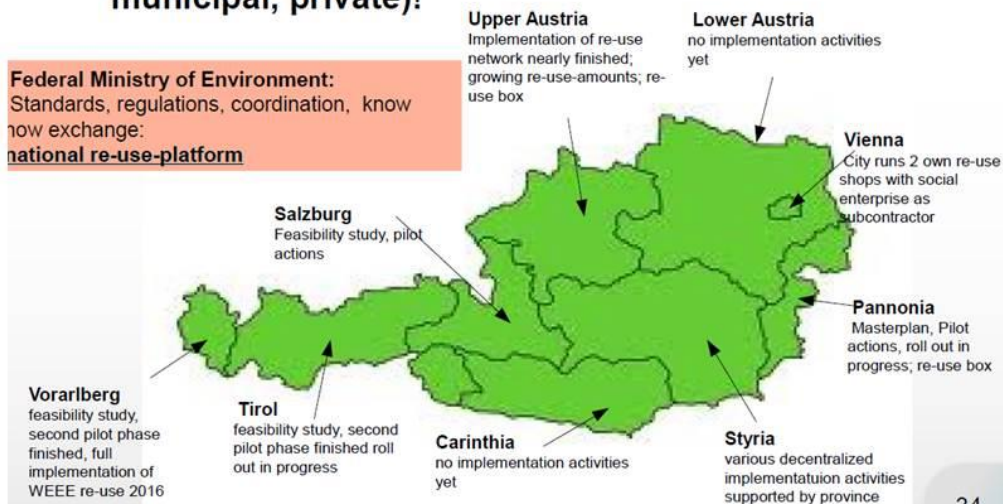 municipal, private)!
Federal Ministry of Environment:
Standards, regulations, coordination, know
now exchange:
national re-use-platform
Upper Austria
Implementation of re-use
network nearly finished;
growing re-use-amounts; re-
use box
Lower Austria
no implementation activities
yet
Vienna
City runs 2 own re-use
shops with social
enterprise as
subcontractor
Salzburg
Feasibility study, pilot
actions
Pannonia
Masterplan, Pilot
actions, roll out in
progress; re-use box
Vorarlberg
feasibility study,
second pilot phase
finished, full
implementation of
WEEE re-use 2016
Tirol
feasibility study, second
pilot phase finished roll
out in progress
Carinthia
no implementation activities
yet
Styria
various decentralized
implementatuion activities
supported by province